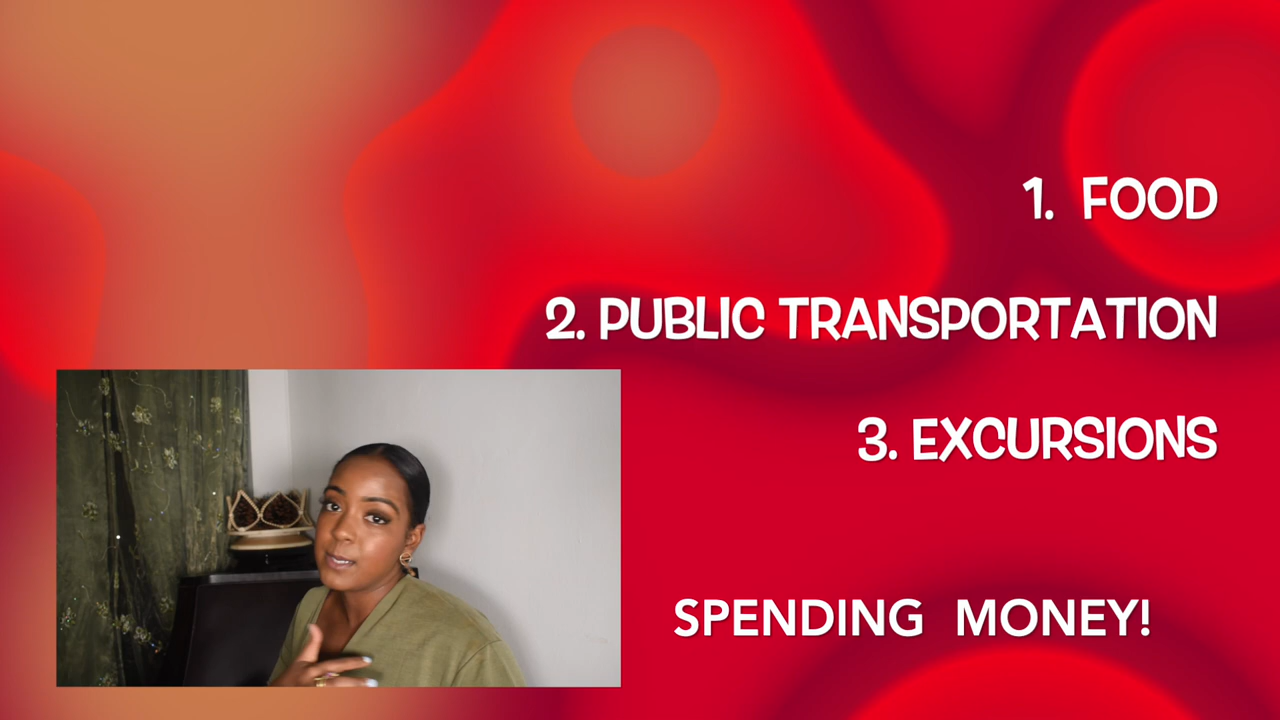 1. FOOD
2. PUBLIC TRANSPORTATION
3. EXCURSIONS
SPENDING MONEY!